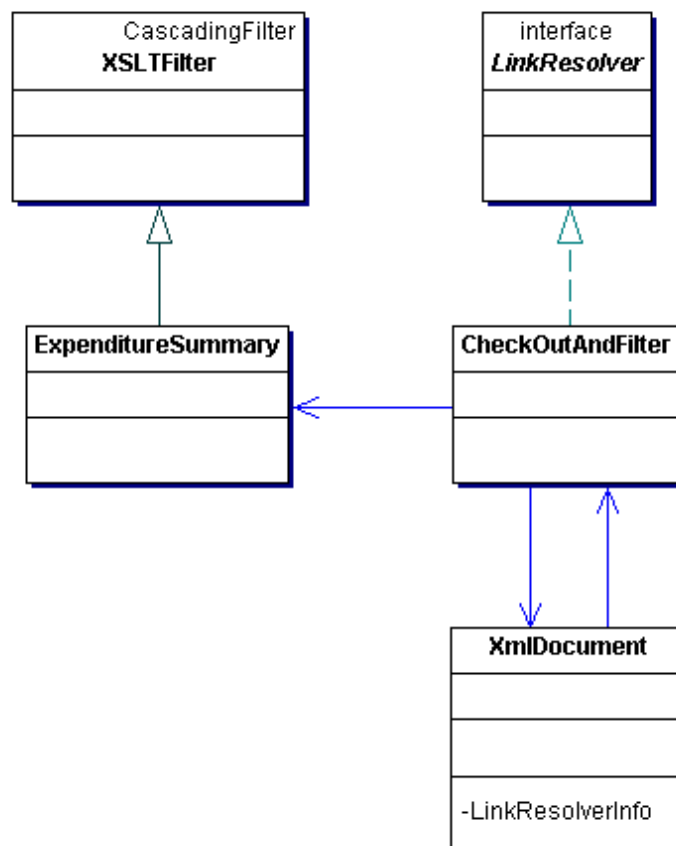 CascadingFilter
XSLTFilter
interface
LinkResolver
ExpenditureSummary
CheckOutAndFilter
XmlDocument
-LinkResolverInfo